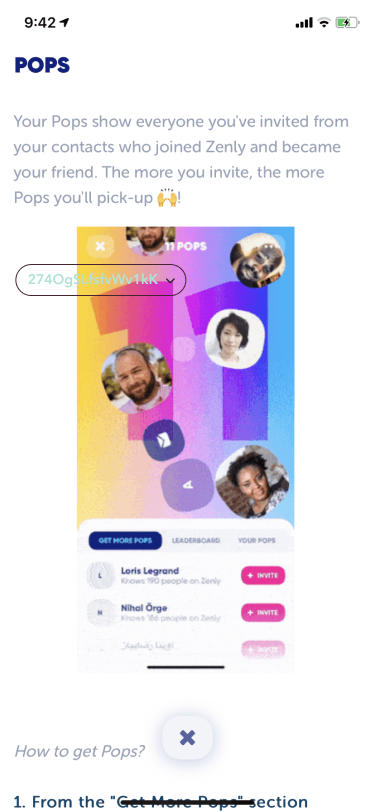 9:42
POPS
Your Pops show everyone you've invited from
your contacts who joined Zenly and became
your friend. The more you invite, the more
Pops you'll pick-up 🙌!
11 POPS
GET MORE POPS LEADERBOARD YOUR POPS
L Loris Legrand
Knows 190 people on Zenly
+ INVITE
N Nihal Örge
Knows 186 people on Zenly
+ INVITE
+ INVITE
How to get Pops?
1. From the "Get More Pops" section